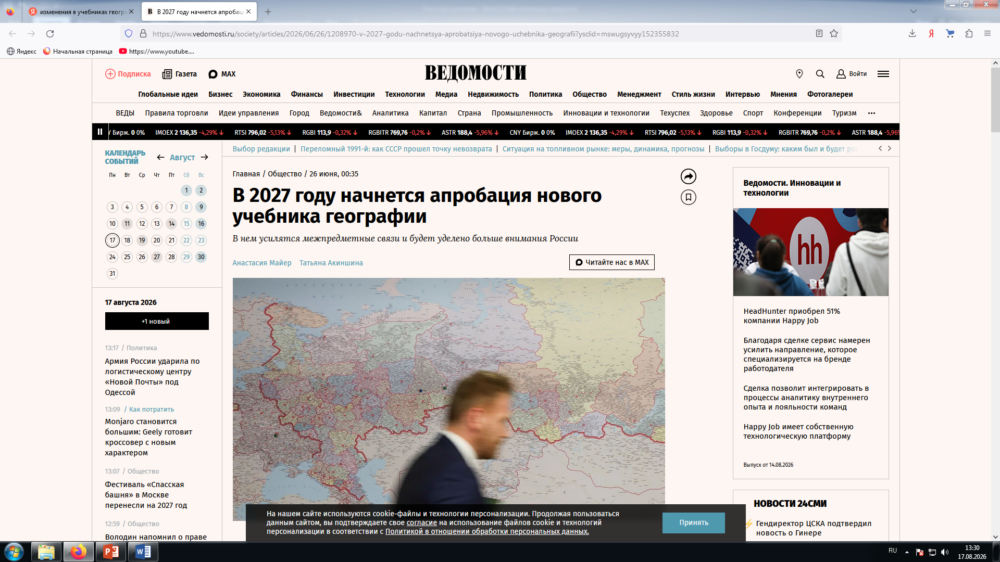 изменения в учебниках геогр
В 2027 году начнется апробац
https://www.vedomosti.ru/society/articles/2026/06/26/1208970-v-2027-godu-nachnetsya-aprobatsiya-novogo-uchebnika-geografii?ysclid=mswugsyvyy152355832
Яндекс
Начальная страница
https://www.youtube....
Подписка
Газета
MAX
ВЕДОМОСТИ
Войти
Глобальные идеи Бизнес Экономика Финансы Инвестиции Технологии Медиа Недвижимость Политика Общество Менеджмент Стиль жизни Интервью Мнения Фотогалереи
ВЕДЫ Правила торговли Идеи управления Город Ведомости& Аналитика Капитал Страна Промышленность Инновации и технологии Техуспех Здоровье Спорт Конференции Туризм •••
Y Бирж. 0 0% IMOEX 2 136,35 -4,29% ↓ RTSI 796,02 -5,13% ↓ RGBI 113,9 -0,32% ↓ RGBITR 769,76 -0,2% ↓ ASTR 188,4 -5,96% ↓ CNY Бирж. 0 0% IMOEX 2 136,35 -4,29% ↓ RTSI 796,02 -5,13% ↓ RGBI 113,9 -0,32% ↓ RGBITR 769,76 -0,2% ↓ ASTR 188,4 -5,96%
Выбор редакции | Переломный 1991-й: как СССР прошел точку невозврата | Ситуация на топливном рынке: меры, динамика, прогнозы | Выборы в Госдуму: каким был и будет рос
КАЛЕНДАРЬ
СОБЫТИЙ
← Август →
Пн Вт Ср Чт Пт Сб Вс
1 2
3 4 5 6 7 8 9
10 11 12 13 14 15 16
17 18 19 20 21 22 23
24 25 26 27 28 29 30
31
17 августа 2026
+1 новый
13:17 / Политика
Армия России ударила по
логистическому центру
«Новой Почты» под
Одессой
13:09 / Как потратить
Monjaro становится
большим: Geely готовит
кроссовер с новым
характером
13:07 / Общество
Фестиваль «Спасская
башня» в Москве
перенесли на 2027 год
12:59 / Общество
Володин напомнил о праве
Главная / Общество / 26 июня, 00:35
В 2027 году начнется апробация нового
учебника географии
В нем усилятся межпредметные связи и будет уделено больше внимания России
Анастасия Майер Татьяна Акиншина
Читайте нас в MAX
Ведомости. Инновации и
технологии
hh
HeadHunter приобрел 51%
компании Happy Job
Благодаря сделке сервис намерен
усилить направление, которое
специализируется на бренде
работодателя
Сделка позволит интегрировать в
процессы аналитику внутреннего
опыта и лояльности команд
Happy Job имеет собственную
технологическую платформу
Выпуск от 14.08.2026
НОВОСТИ 24СМИ
Гендиректор ЦСКА подтвердил
новость о Гинере
На нашем сайте используются cookie-файлы и технологии персонализации. Продолжая пользоваться
данным сайтом, вы подтверждаете свое согласие на использование файлов cookie и технологий
персонализации в соответствии с Политикой в отношении обработки персональных данных.
Принять
RU
13:30
17.08.2026